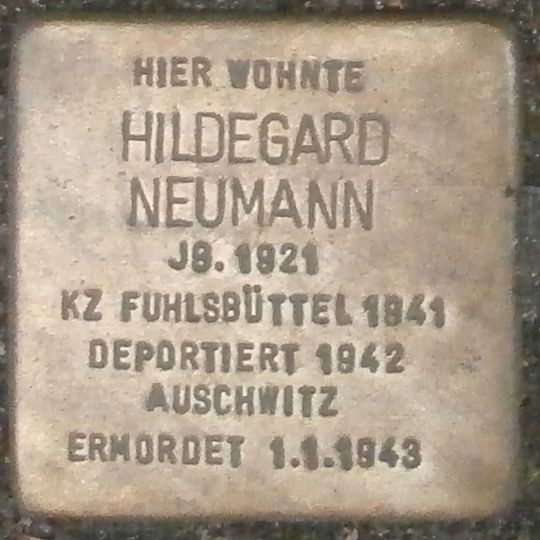 HIER WOHNTE
HILDEGARD
NEUMANN
JG. 1921
KZ FUHLSBÜTTEL 1941
DEPORTIERT 1942
AUSCHWITZ
ERMORDET 1.1.1943